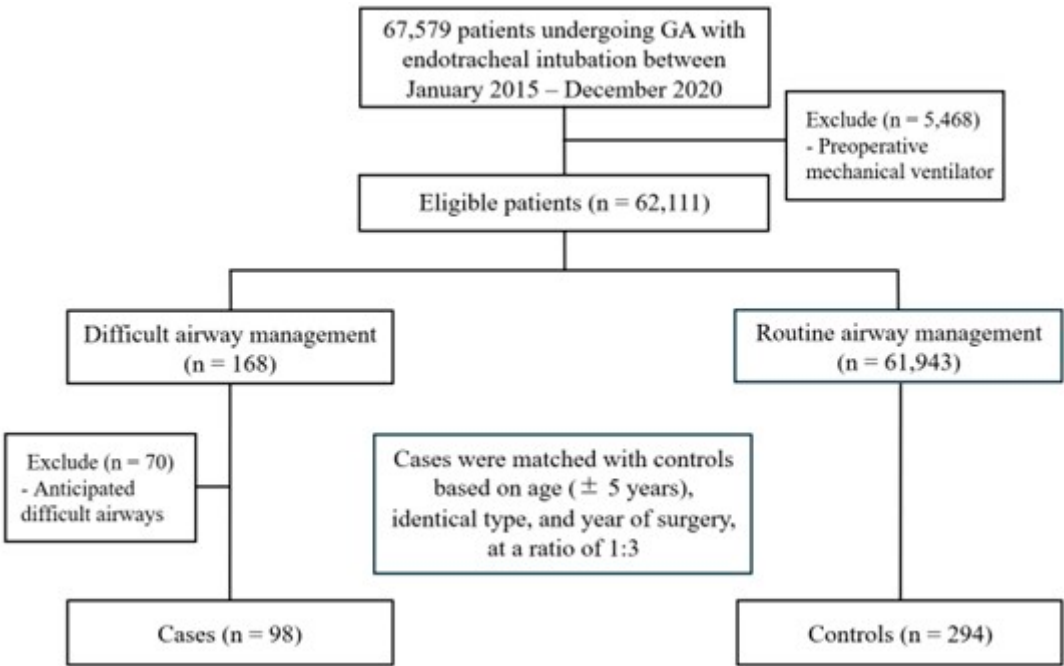 67,579 patients undergoing GA with
endotracheal intubation between
January 2015 – December 2020
Exclude (n = 5,468)
- Preoperative
mechanical ventilator
Eligible patients (n = 62,111)
Difficult airway management
(n = 168)
Routine airway management
(n = 61,943)
Exclude (n = 70)
- Anticipated
difficult airways
Cases were matched with controls
based on age (± 5 years),
identical type, and year of surgery,
at a ratio of 1:3
Cases (n = 98)
Controls (n = 294)